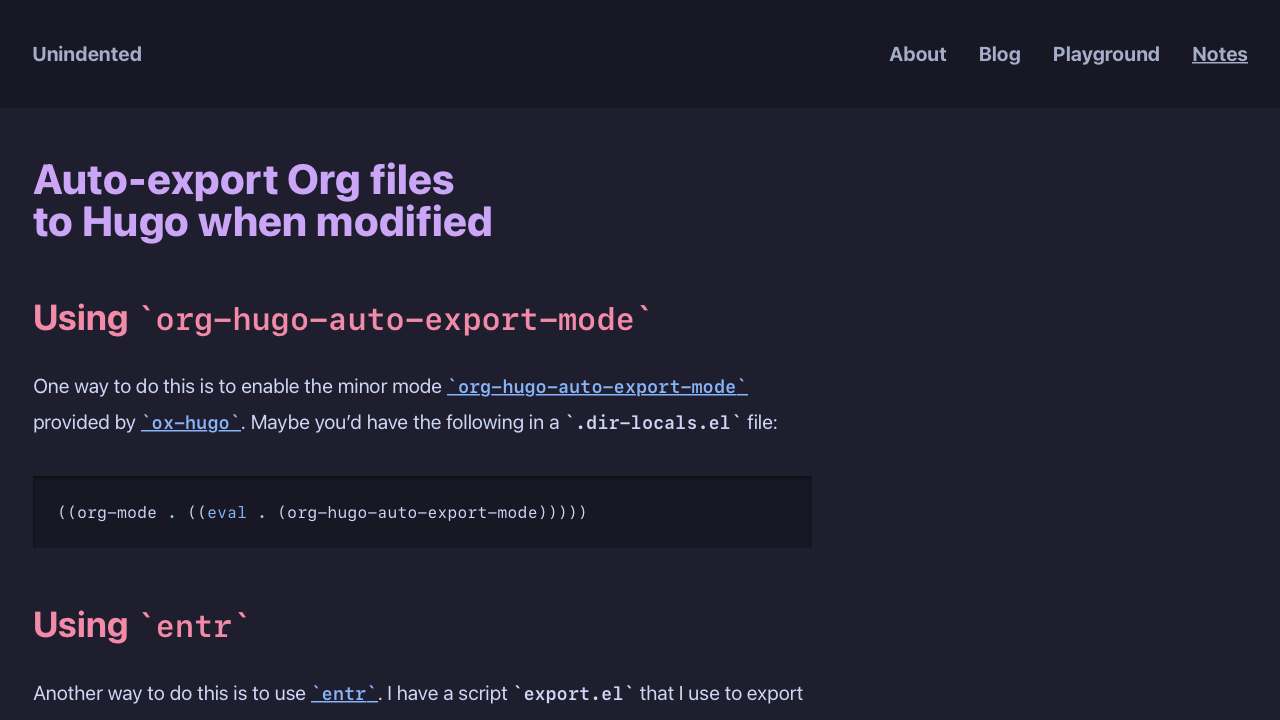 Unindented
About Blog Playground Notes
Auto-export Org files
to Hugo when modified
Using `org-hugo-auto-export-mode`
One way to do this is to enable the minor mode `org-hugo-auto-export-mode`
provided by `ox-hugo`. Maybe you’d have the following in a `.dir-locals.el` file:
((org-mode . ((eval . (org-hugo-auto-export-mode)))))
Using `entr`
Another way to do this is to use `entr`. I have a script `export.el` that I use to export